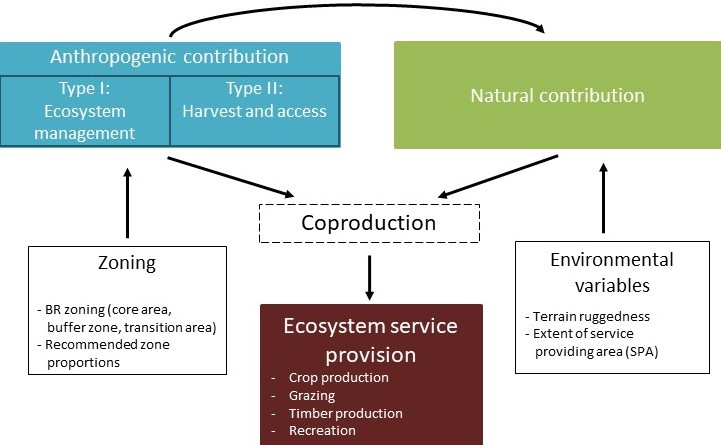 Anthropogenic contribution
Type I:
Ecosystem
management
Type II:
Harvest and access
Natural contribution
Coproduction
Zoning
- BR zoning (core area,
buffer zone, transition area)
- Recommended zone
proportions
Environmental
variables
- Terrain ruggedness
- Extent of service
providing area (SPA)
Ecosystem service
provision
- Crop production
- Grazing
- Timber production
- Recreation